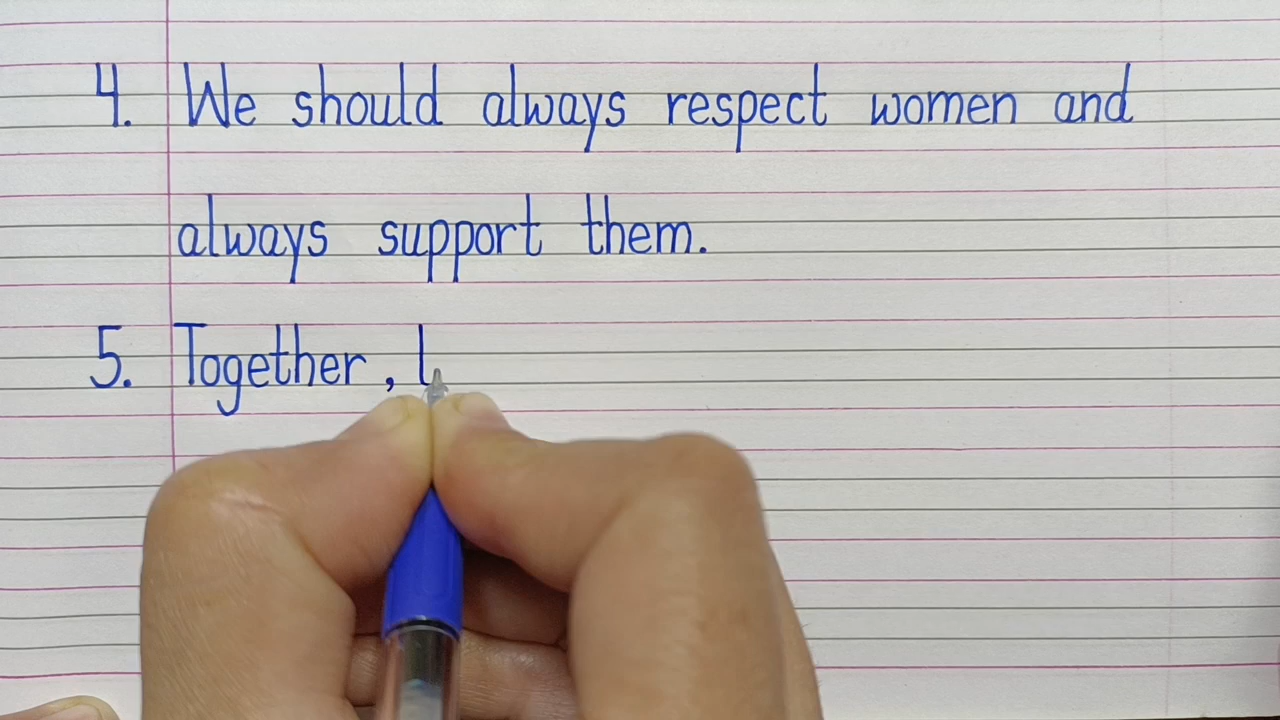 4. We should always respect women and
always support them.
5. Together, l